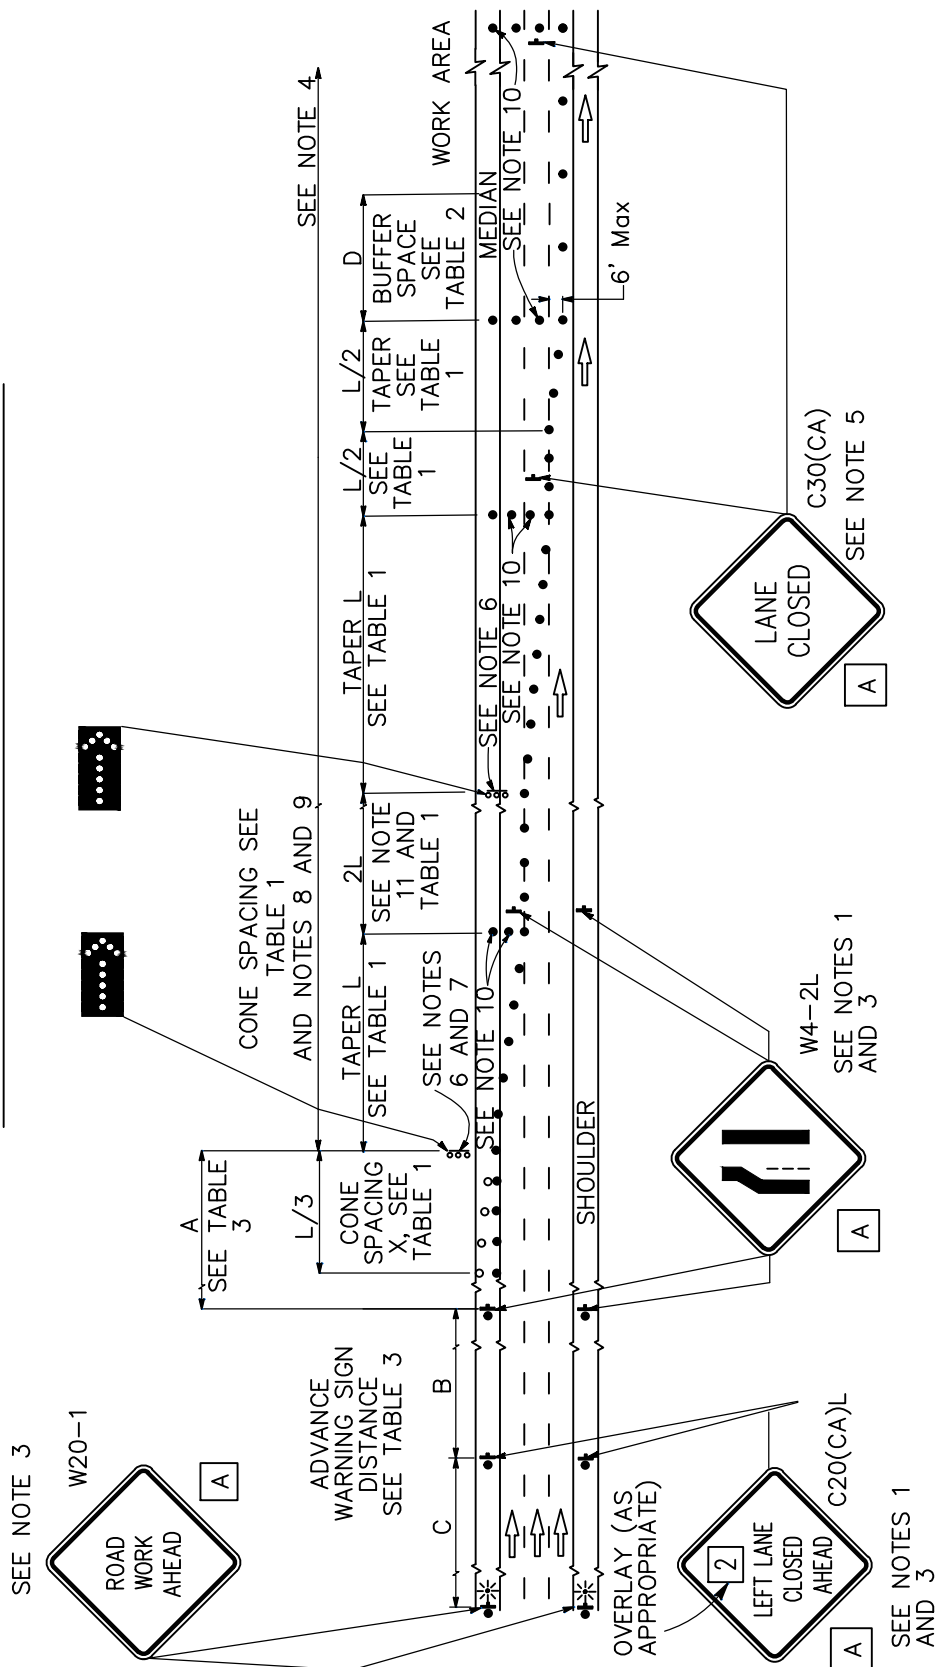 SEE NOTE 3
W20-1
ROAD
WORK
AHEAD
A
ADVANCE
WARNING SIGN
DISTANCE
SEE TABLE 3
C
B
A
SEE TABLE
3
L/3
CONE
SPACING
X, SEE
TABLE 1
CONE SPACING SEE
TABLE 1
AND NOTES 8 AND 9
SEE NOTE 4
TAPER L
SEE TABLE 1
2L
SEE NOTE
11 AND
TABLE 1
TAPER L
SEE TABLE 1
L/2
SEE
TABLE
1
L/2
TAPER
SEE
TABLE
1
D
BUFFER
SPACE
SEE
TABLE 2
WORK AREA
SEE NOTES
6 AND 7
SEE NOTE 10
SEE NOTE 6
SEE NOTE 10
MEDIAN
SEE NOTE 10
6' Max
SHOULDER
OVERLAY (AS
APPROPRIATE)
2
LEFT LANE
CLOSED
AHEAD
C20(CA)L
SEE NOTES 1
AND 3
A
W4-2L
SEE NOTES 1
AND 3
A
LANE
CLOSED
C30(CA)
SEE NOTE 5
A